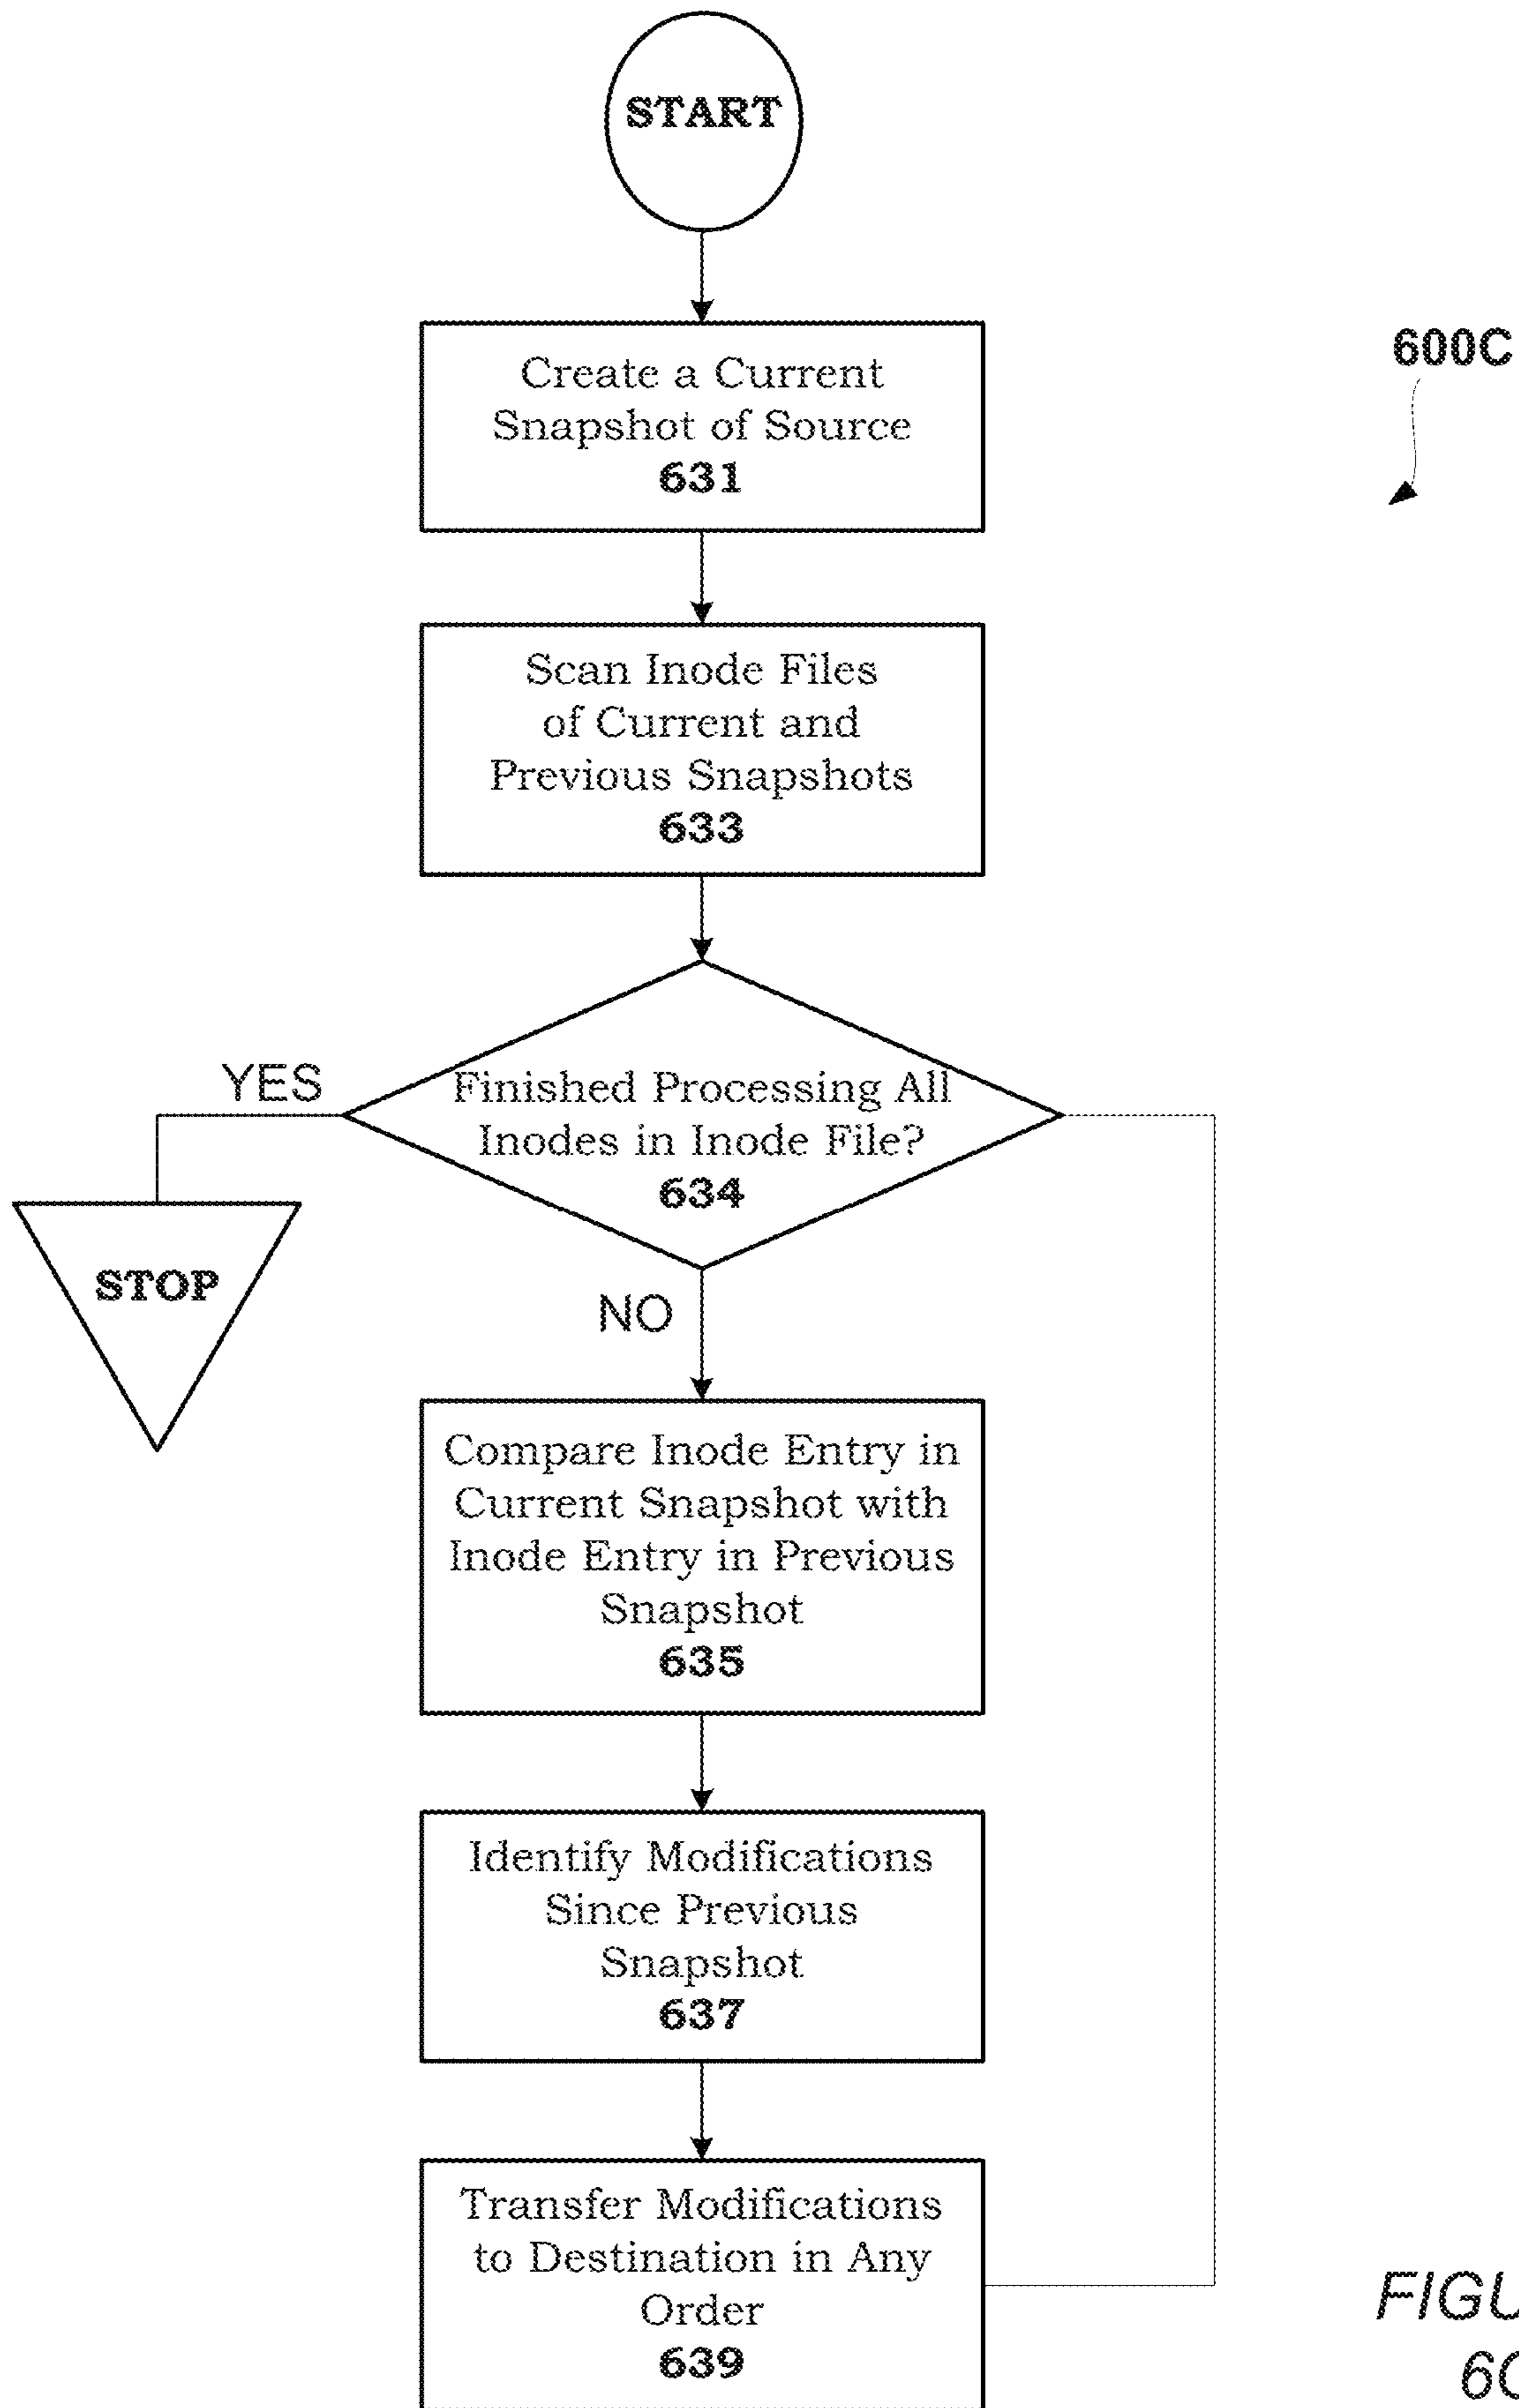 START
Create a Current
Snapshot of Source
631
600C
Scan Inode Files
of Current and
Previous Snapshots
633
YES
Finished Processing All
Inodes in Inode File?
634
STOP
NO
Compare Inode Entry in
Current Snapshot with
Inode Entry in Previous
Snapshot
635
Identify Modifications
Since Previous
Snapshot
637
Transfer Modifications
to Destination in Any
Order
639